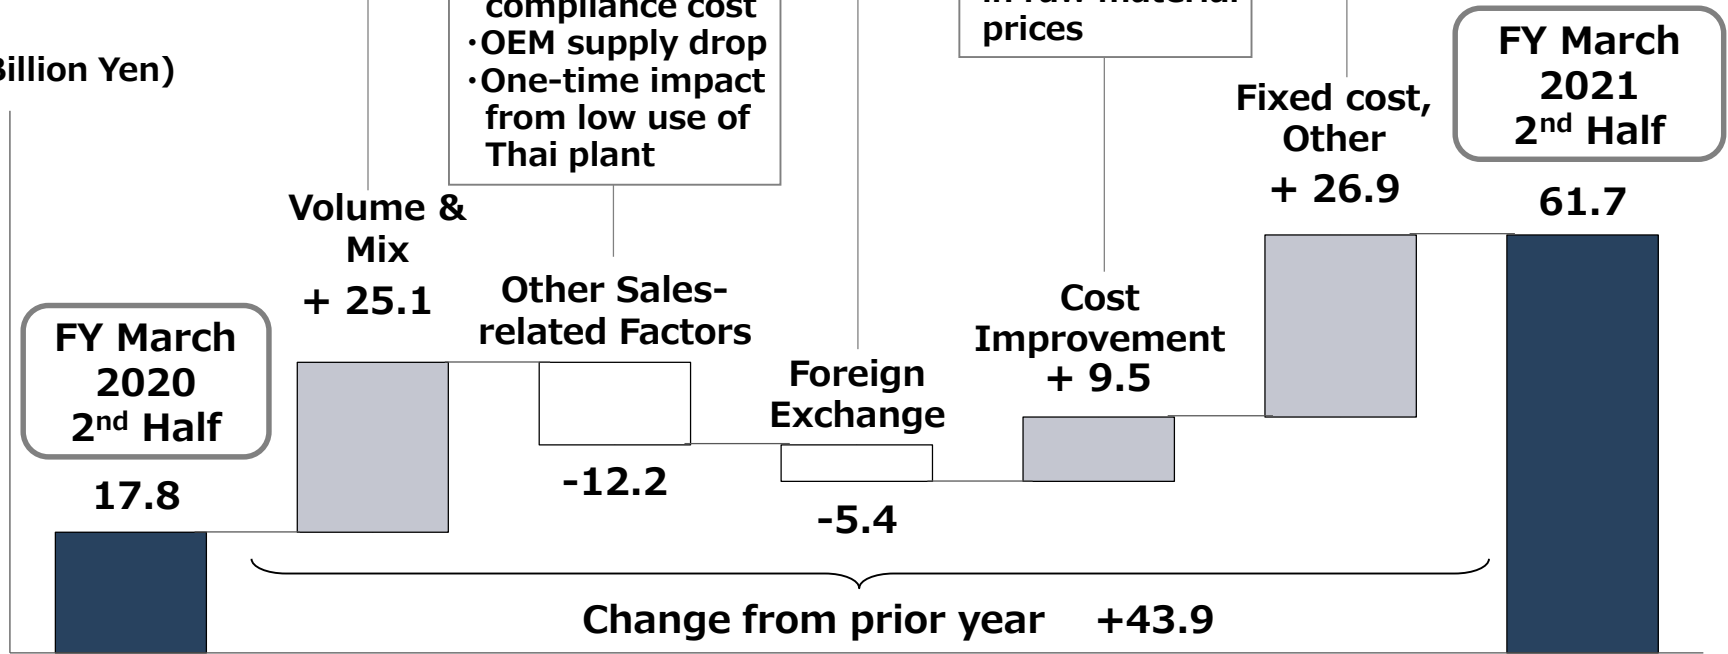 compliance cost
・OEM supply drop
・One-time impact
from low use of
Thai plant
prices
Billion Yen)
FY March
2020
2nd Half
17.8
Volume &
Mix
+ 25.1
Other Sales-
related Factors
-12.2
Foreign
Exchange
-5.4
Cost
Improvement
+ 9.5
Fixed cost,
Other
+ 26.9
FY March
2021
2nd Half
61.7
Change from prior year +43.9